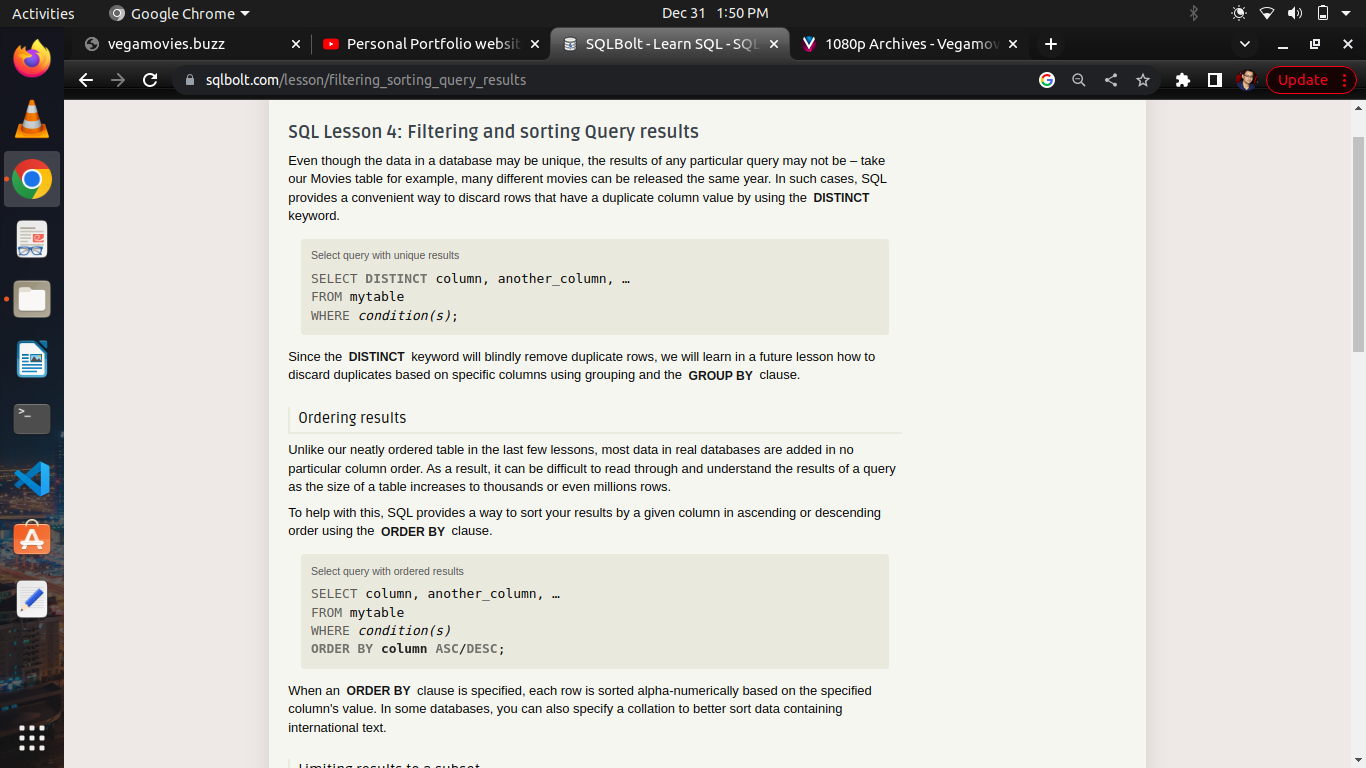 Activities
Google Chrome
Dec 31 1:50 PM
vegamovies.buzz
Personal Portfolio websit
SQLBolt - Learn SQL - SQL
1080p Archives - Vegamov
sqlbolt.com/lesson/filtering_sorting_query_results
Update
SQL Lesson 4: Filtering and sorting Query results
Even though the data in a database may be unique, the results of any particular query may not be – take
our Movies table for example, many different movies can be released the same year. In such cases, SQL
provides a convenient way to discard rows that have a duplicate column value by using the DISTINCT
keyword.
Select query with unique results
SELECT DISTINCT column, another_column, …
FROM mytable
WHERE condition(s);
Since the DISTINCT keyword will blindly remove duplicate rows, we will learn in a future lesson how to
discard duplicates based on specific columns using grouping and the GROUP BY clause.
Ordering results
Unlike our neatly ordered table in the last few lessons, most data in real databases are added in no
particular column order. As a result, it can be difficult to read through and understand the results of a query
as the size of a table increases to thousands or even millions rows.
To help with this, SQL provides a way to sort your results by a given column in ascending or descending
order using the ORDER BY clause.
Select query with ordered results
SELECT column, another_column, …
FROM mytable
WHERE condition(s)
ORDER BY column ASC/DESC;
When an ORDER BY clause is specified, each row is sorted alpha-numerically based on the specified
column's value. In some databases, you can also specify a collation to better sort data containing
international text.
Limiting results to a subset